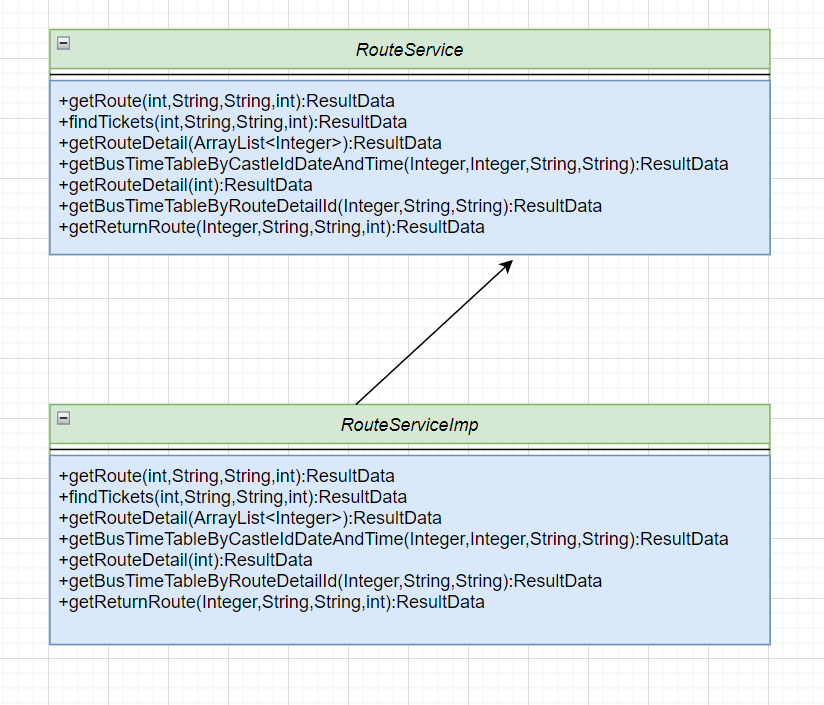 RouteService
+getRoute(int,String,String,int):ResultData
+findTickets(int,String,String,int):ResultData
+getRouteDetail(ArrayList<Integer>):ResultData
+getBusTimeTableByCastleIdDateAndTime(Integer,Integer,String,String):ResultData
+getRouteDetail(int):ResultData
+getBusTimeTableByRouteDetailId(Integer,String,String):ResultData
+getReturnRoute(Integer,String,String,int):ResultData
RouteServiceImp
+getRoute(int,String,String,int):ResultData
+findTickets(int,String,String,int):ResultData
+getRouteDetail(ArrayList<Integer>):ResultData
+getBusTimeTableByCastleIdDateAndTime(Integer,Integer,String,String):ResultData
+getRouteDetail(int):ResultData
+getBusTimeTableByRouteDetailId(Integer,String,String):ResultData
+getReturnRoute(Integer,String,String,int):ResultData